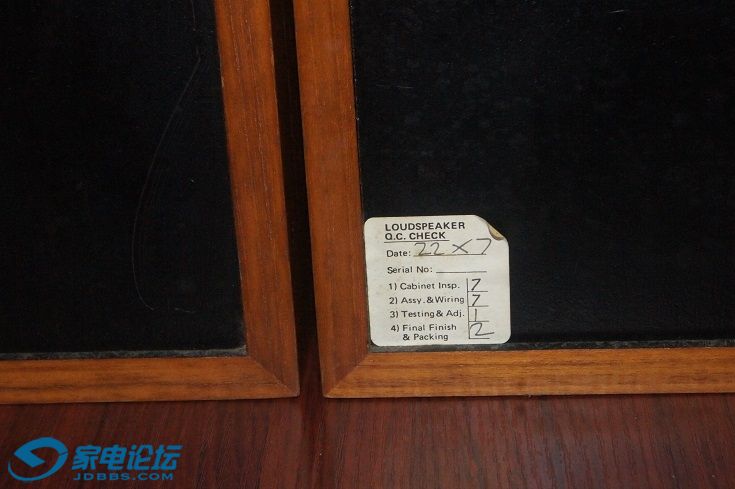 LOUDSPEAKER
Q.C. CHECK
Date: 22 X 7
Serial No:
1) Cabinet Insp. 7
2) Assy. & Wiring 7
3) Testing & Adj. 1
4) Final Finish
& Packing 2
家电论坛
JDBBS.COM